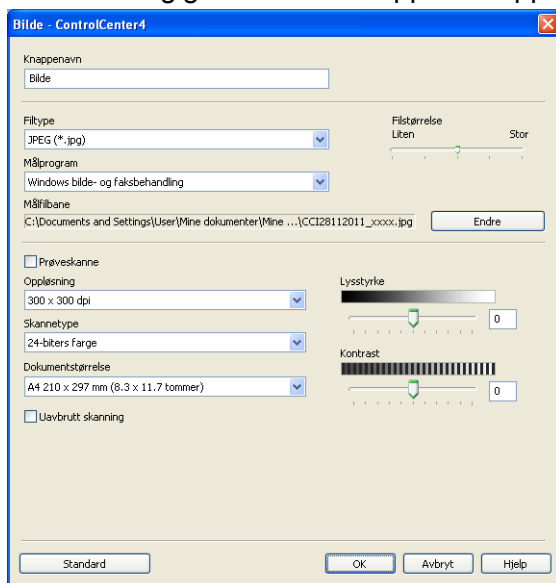 Bilde - ControlCenter4
Knappenavn
Bilde
Filtype
JPEG (*.jpg)
Filstørrelse
Liten Stor
Målprogram
Windows bilde- og faksbehandling
Målfilbane
C:\Documents and Settings\User\Mine dokumenter\Mine ...\CCI28112011_xxxx.jpg Endre
Prøveskanne
Oppløsning
300 x 300 dpi
Skannetype
24-biters farge
Dokumentstørrelse
A4 210 x 297 mm (8.3 x 11.7 tommer)
Uavbrutt skanning
Lysstyrke
0
Kontrast
0
Standard OK Avbryt Hjelp